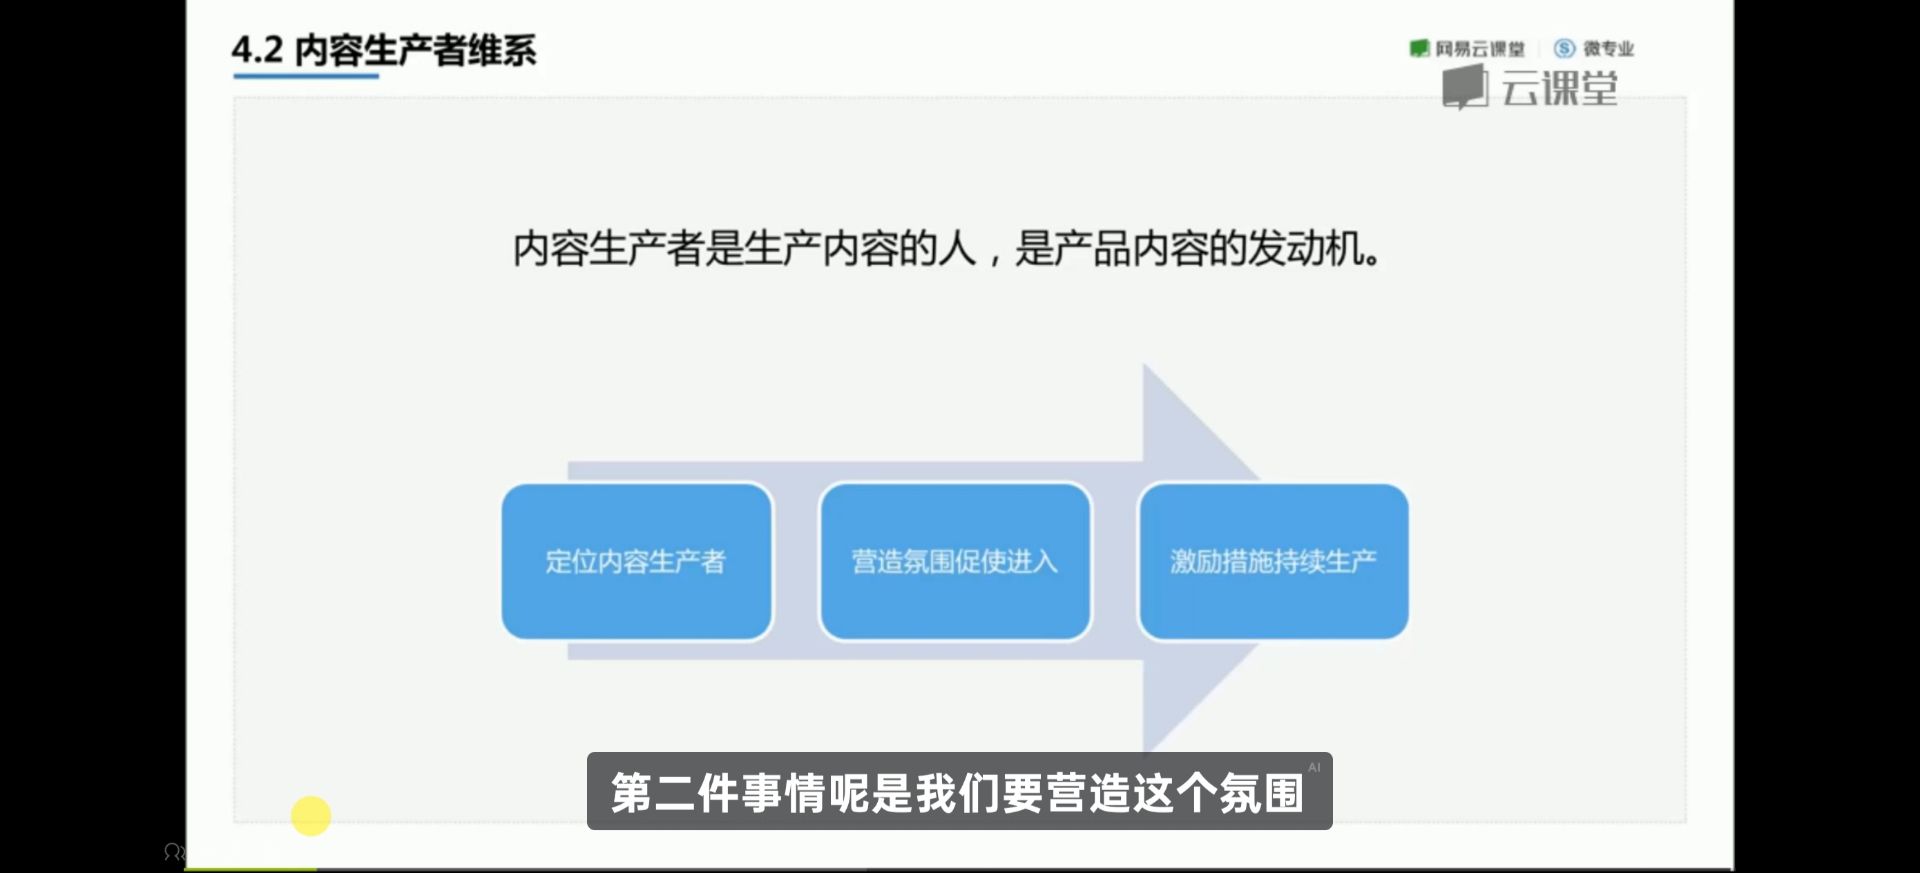 4.2 内容生产者维系
网易云课堂 微专业
云课堂
内容生产者是生产内容的人，是产品内容的发动机。
定位内容生产者
营造氛围促使进入
激励措施持续生产
第二件事情呢是我们要营造这个氛围
AI